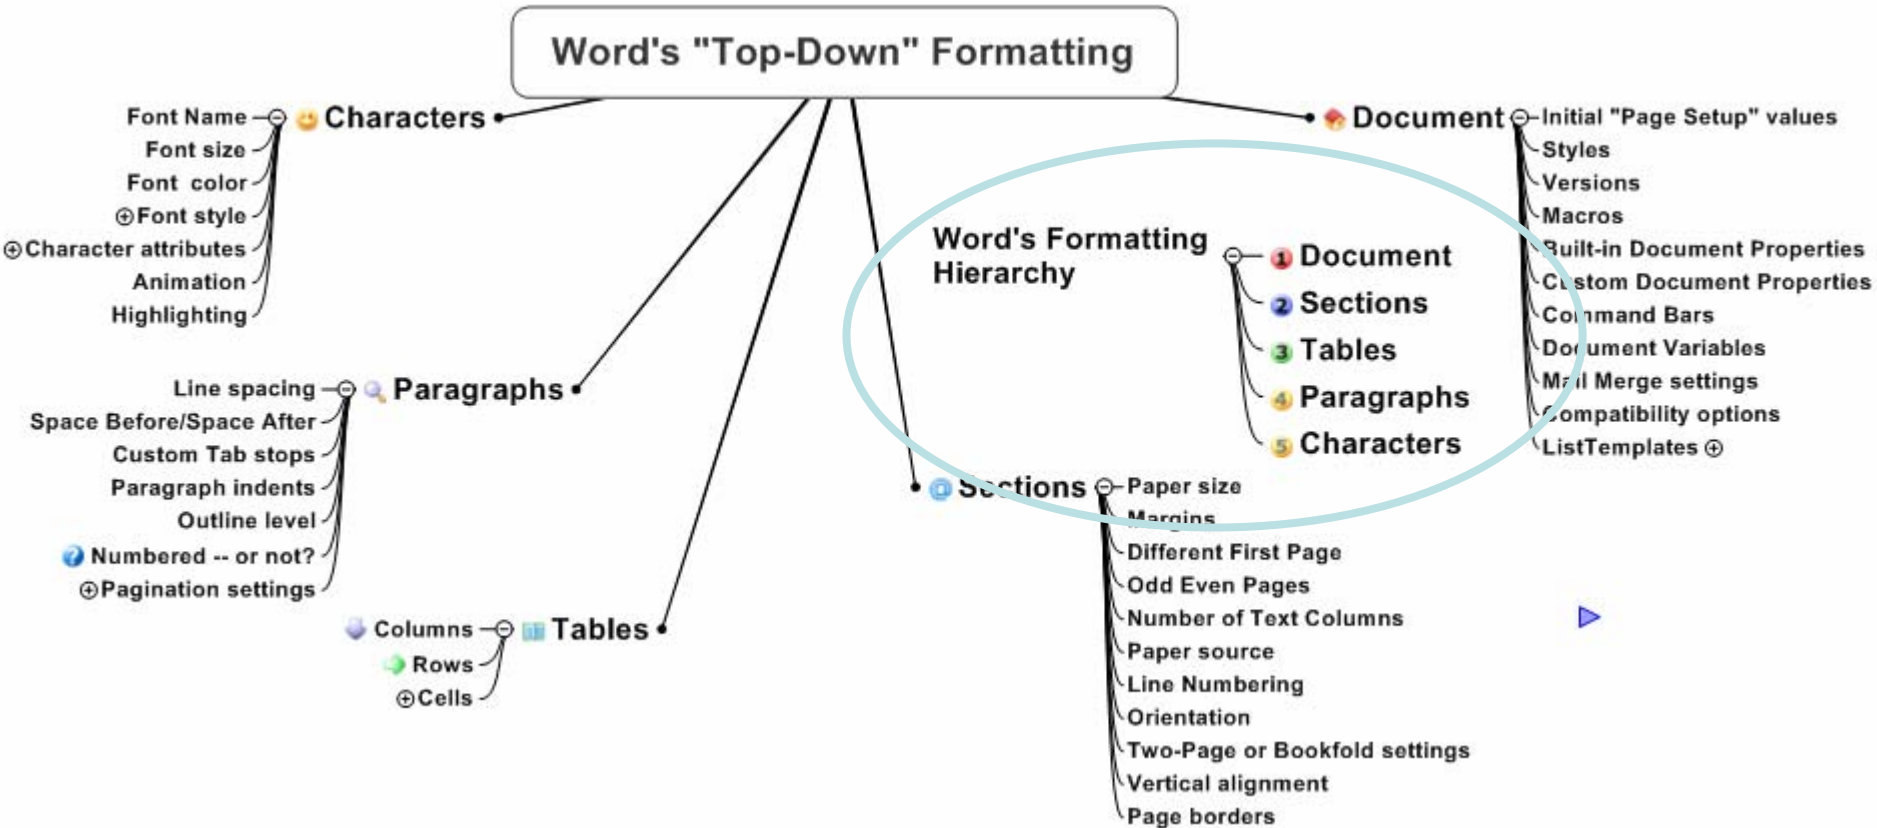 Word's "Top-Down" Formatting
Characters
Font Name
Font size
Font  color
Font style
Character attributes
Animation
Highlighting
Paragraphs
Line spacing
Space Before/Space After
Custom Tab stops
Paragraph indents
Outline level
Numbered -- or not?
Pagination settings
Tables
Columns
Rows
Cells
Document
Initial "Page Setup" values
Styles
Versions
Macros
Built-in Document Properties
Custom Document Properties
Command Bars
Document Variables
Mail Merge settings
Compatibility options
ListTemplates
Word's Formatting
Hierarchy
1 Document
2 Sections
3 Tables
4 Paragraphs
5 Characters
Sections
Paper size
Margins
Different First Page
Odd Even Pages
Number of Text Columns
Paper source
Line Numbering
Orientation
Two-Page or Bookfold settings
Vertical alignment
Page borders